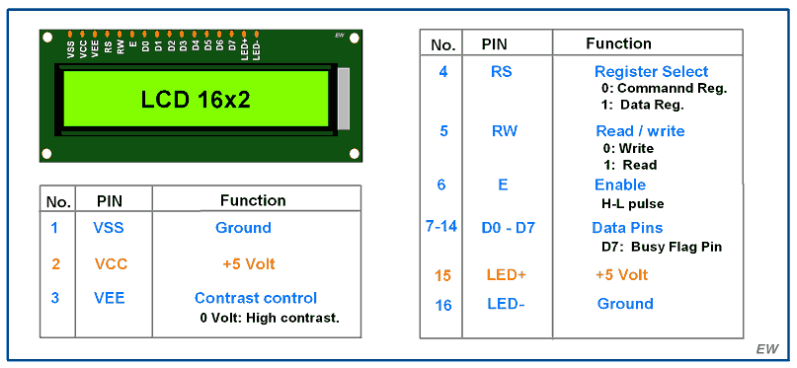 VSS VCC VEE RS RW E D0 D1 D2 D3 D4 D5 D6 D7 LED+ LED-
EW
LCD 16x2
No. PIN Function
1 VSS Ground
2 VCC +5 Volt
3 VEE Contrast control
0 Volt: High contrast.
No. PIN Function
4 RS Register Select
0: Commannd Reg.
1: Data Reg.
5 RW Read / write
0: Write
1: Read
6 E Enable
H-L pulse
7-14 D0 - D7 Data Pins
D7: Busy Flag Pin
15 LED+ +5 Volt
16 LED- Ground
EW